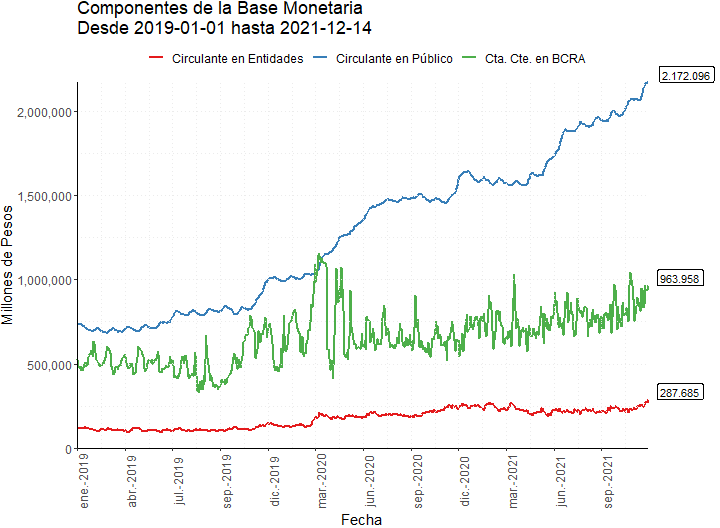 Componentes de la Base Monetaria
Desde 2019-01-01 hasta 2021-12-14
Circulante en Entidades Circulante en Público Cta. Cte. en BCRA
Millones de Pesos
2,000,000
1,500,000
1,000,000
500,000
0
2.172.096
963.958
287.685
ene.-2019
abr.-2019
jul.-2019
sep.-2019
dic.-2019
mar.-2020
jun.-2020
sep.-2020
dic.-2020
mar.-2021
jun.-2021
sep.-2021
Fecha